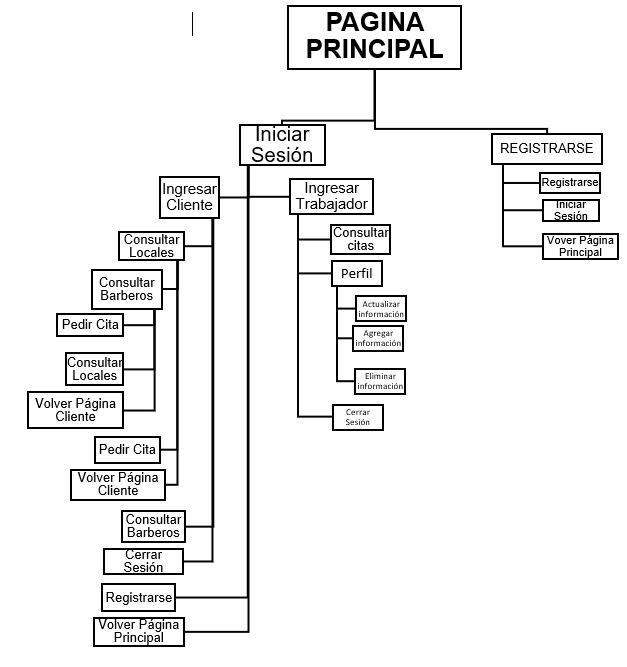 PAGINA
PRINCIPAL
Iniciar
Sesión
REGISTRARSE
Registrarse
Iniciar
Sesión
Vover Página
Principal
Ingresar
Cliente
Ingresar
Trabajador
Consultar
citas
Perfil
Actualizar
información
Agregar
información
Eliminar
información
Cerrar
Sesión
Consultar
Locales
Consultar
Barberos
Pedir Cita
Consultar
Locales
Volver Página
Cliente
Pedir Cita
Volver Página
Cliente
Consultar
Barberos
Cerrar
Sesión
Registrarse
Volver Página
Principal